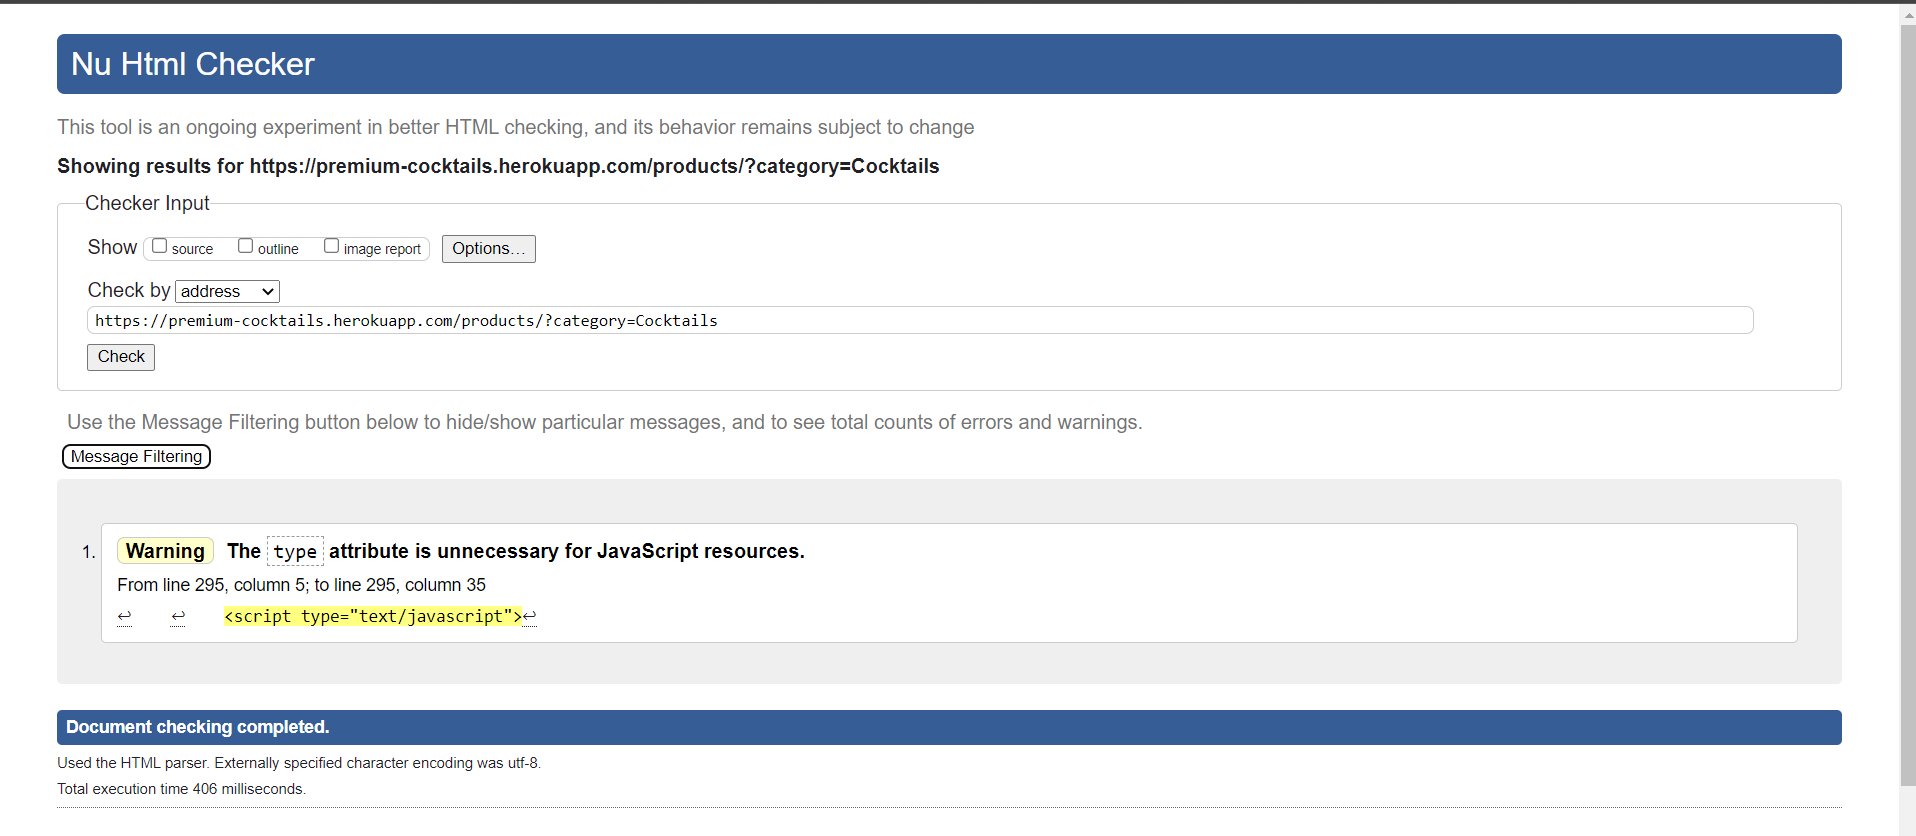 Nu Html Checker
This tool is an ongoing experiment in better HTML checking, and its behavior remains subject to change
Showing results for https://premium-cocktails.herokuapp.com/products/?category=Cocktails
Checker Input
Show source outline image report Options...
Check by address
https://premium-cocktails.herokuapp.com/products/?category=Cocktails
Check
Use the Message Filtering button below to hide/show particular messages, and to see total counts of errors and warnings.
Message Filtering
1. Warning The type attribute is unnecessary for JavaScript resources.
From line 295, column 5; to line 295, column 35
↩ ↩ <script type="text/javascript">↩
Document checking completed.
Used the HTML parser. Externally specified character encoding was utf-8.
Total execution time 406 milliseconds.